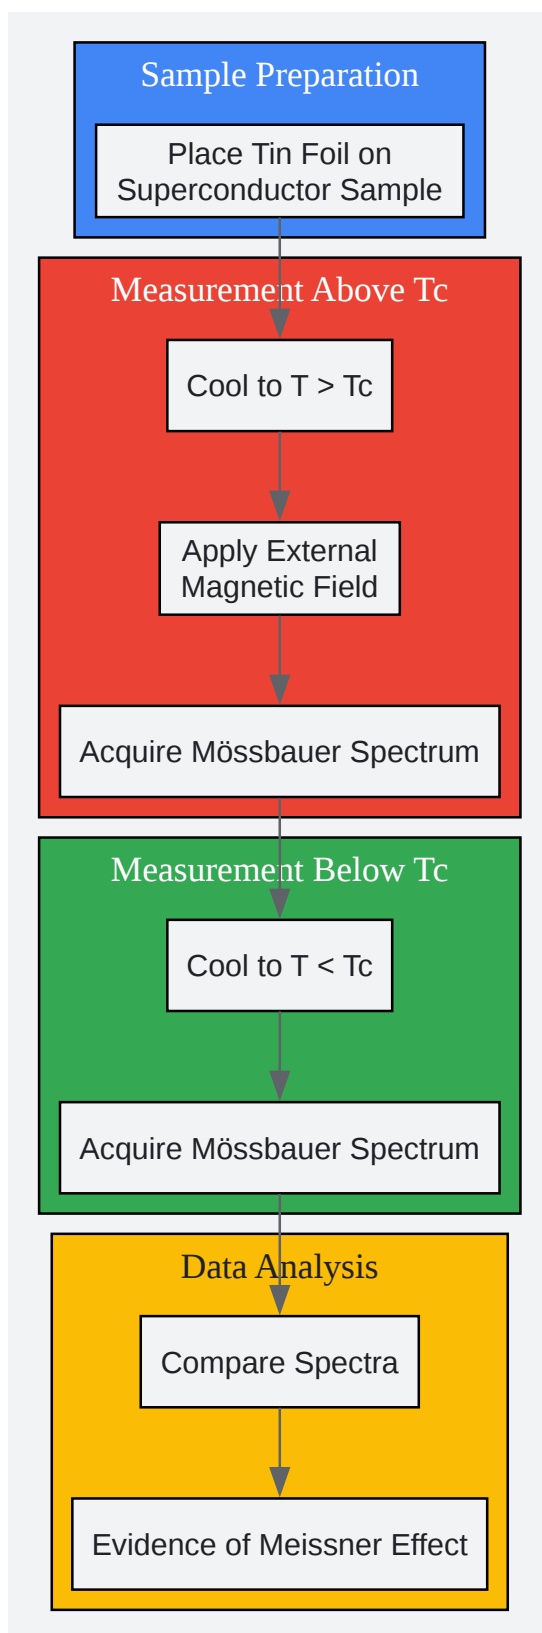 Sample Preparation
Place Tin Foil on
Superconductor Sample
Measurement Above Tc
Cool to T > Tc
Apply External
Magnetic Field
Acquire Mössbauer Spectrum
Measurement Below Tc
Cool to T < Tc
Acquire Mössbauer Spectrum
Data Analysis
Compare Spectra
Evidence of Meissner Effect